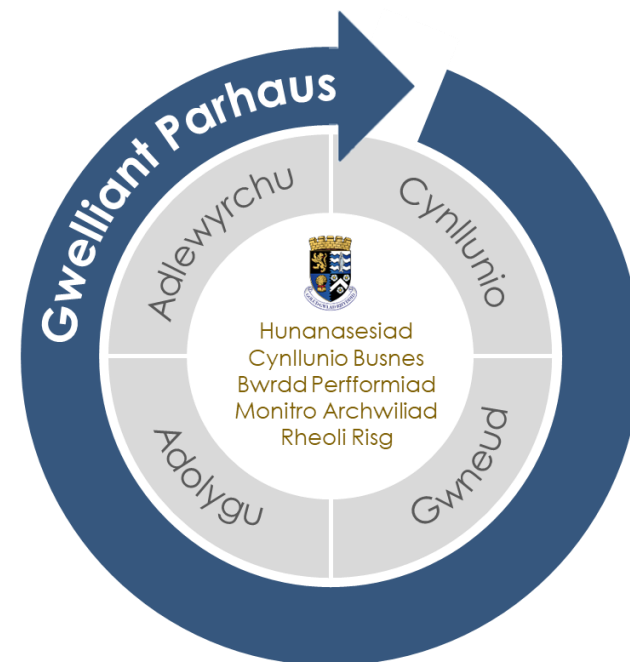 Gwelliant Parhaus
Adlewyrchu
Cynllunio
Hunanasesiad
Cynllunio Busnes
Bwrdd Perfformiad
Monitro Archwiliad
Rheoli Risg
Adolygu
Gwneud